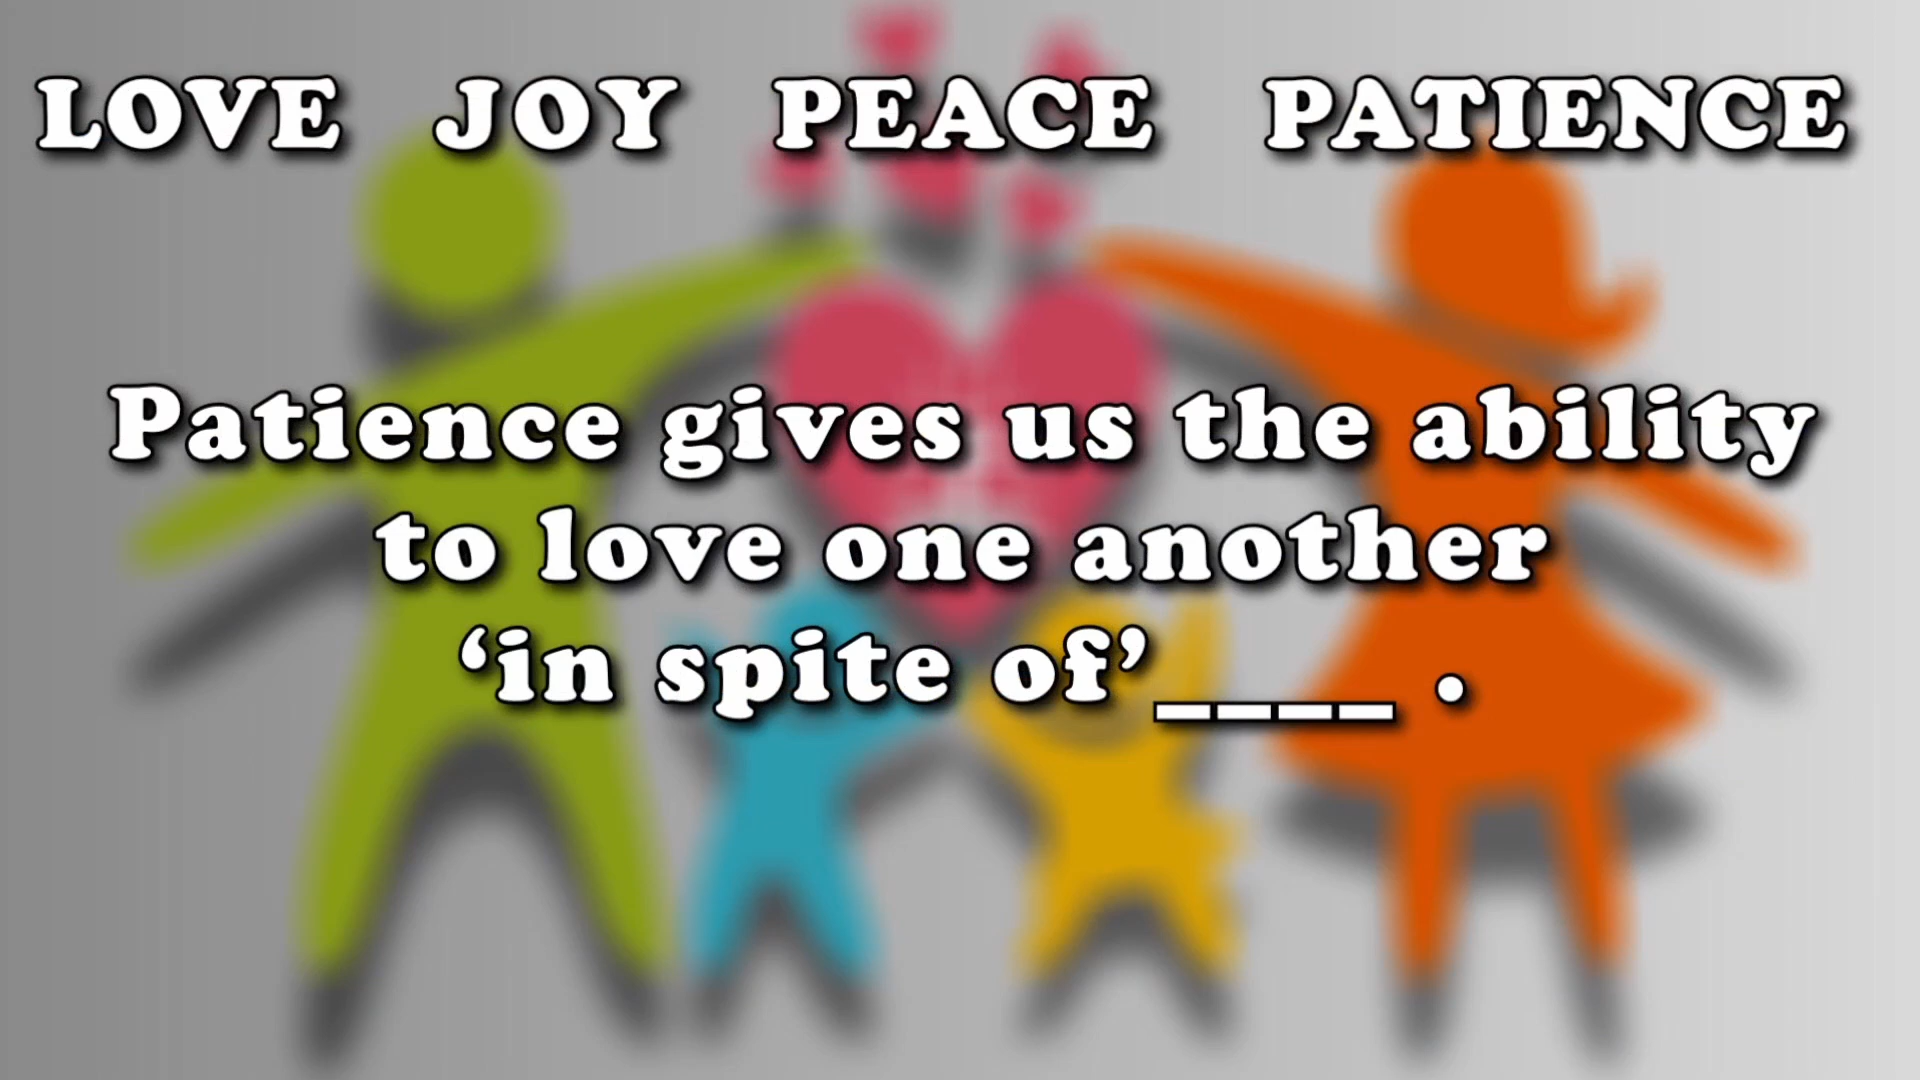 LOVE JOY PEACE PATIENCE
Patience gives us the ability
to love one another
‘in spite of’____ .